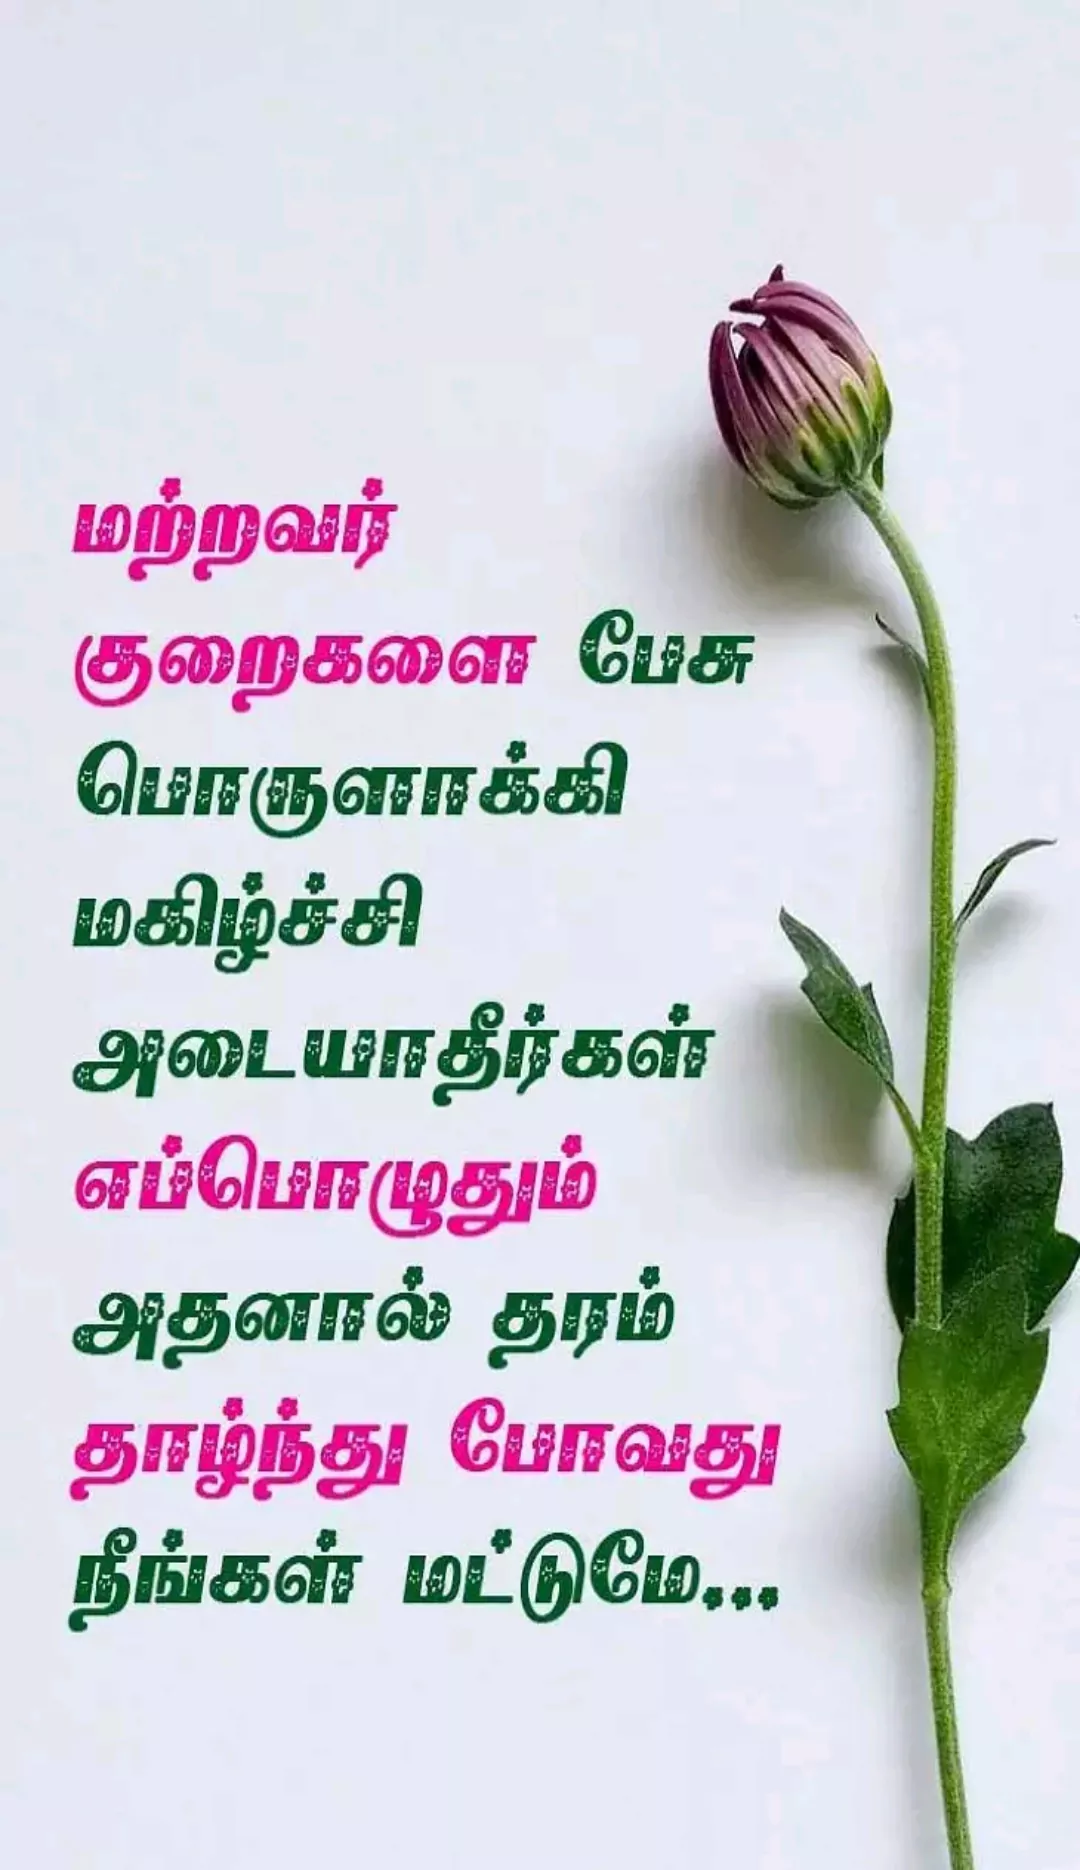 மற்றவர்
குறைகளை பேசு
பொருளாக்கி
மகிழ்ச்சி
அடையாதீர்கள்
எப்பொழுதும்
அதனால் தரம்
தாழ்ந்து போவது
நீங்கள் மட்டுமே...